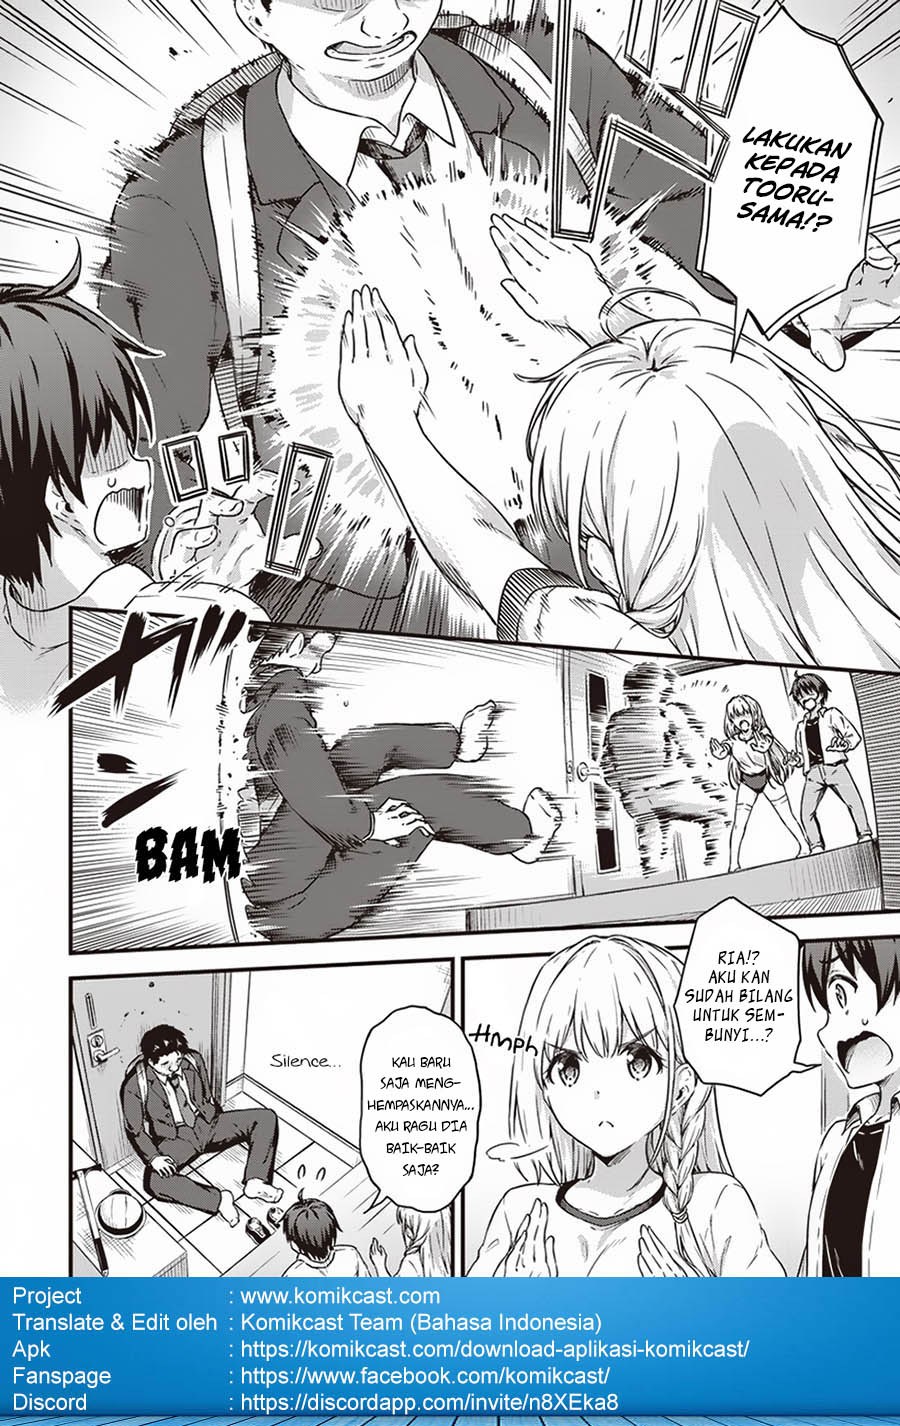 LAKUKAN
KEPADA
TOORU-
SAMA!?
BAM
RIA!?
AKU KAN
SUDAH BILANG
UNTUK SEM-
BUNYI...?
HMPH
KAU BARU
SAJA MENG-
HEMPASKANNYA...
AKU RAGU DIA
BAIK-BAIK
SAJA?
Silence...
Project : www.komikcast.com
Translate & Edit oleh : Komikcast Team (Bahasa Indonesia)
Apk : https://komikcast.com/download-aplikasi-komikcast/
Fanspage : https://www.facebook.com/komikcast/
Discord : https://discordapp.com/invite/n8XEka8